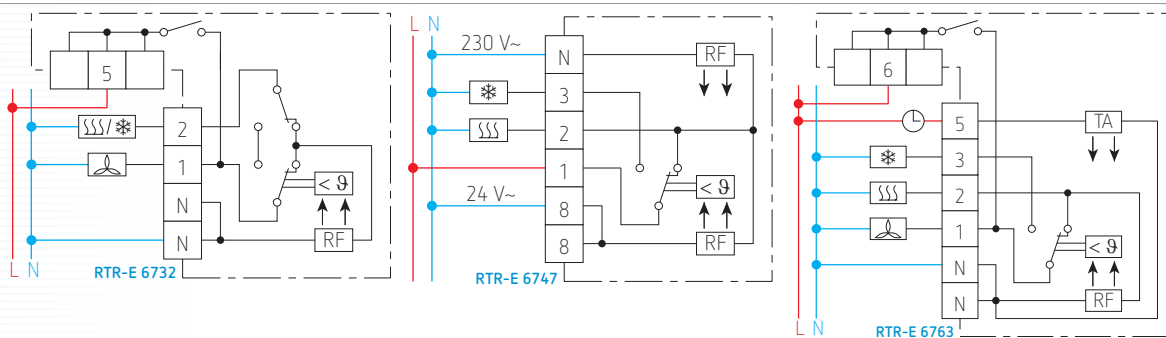 5
2
1
N
N
< ϑ
RF
L N
RTR-E 6732
L N
230 V~
24 V~
N
3
2
1
8
8
RF
< ϑ
RF
RTR-E 6747
6
5
3
2
1
N
N
TA
< ϑ
RF
L N
RTR-E 6763